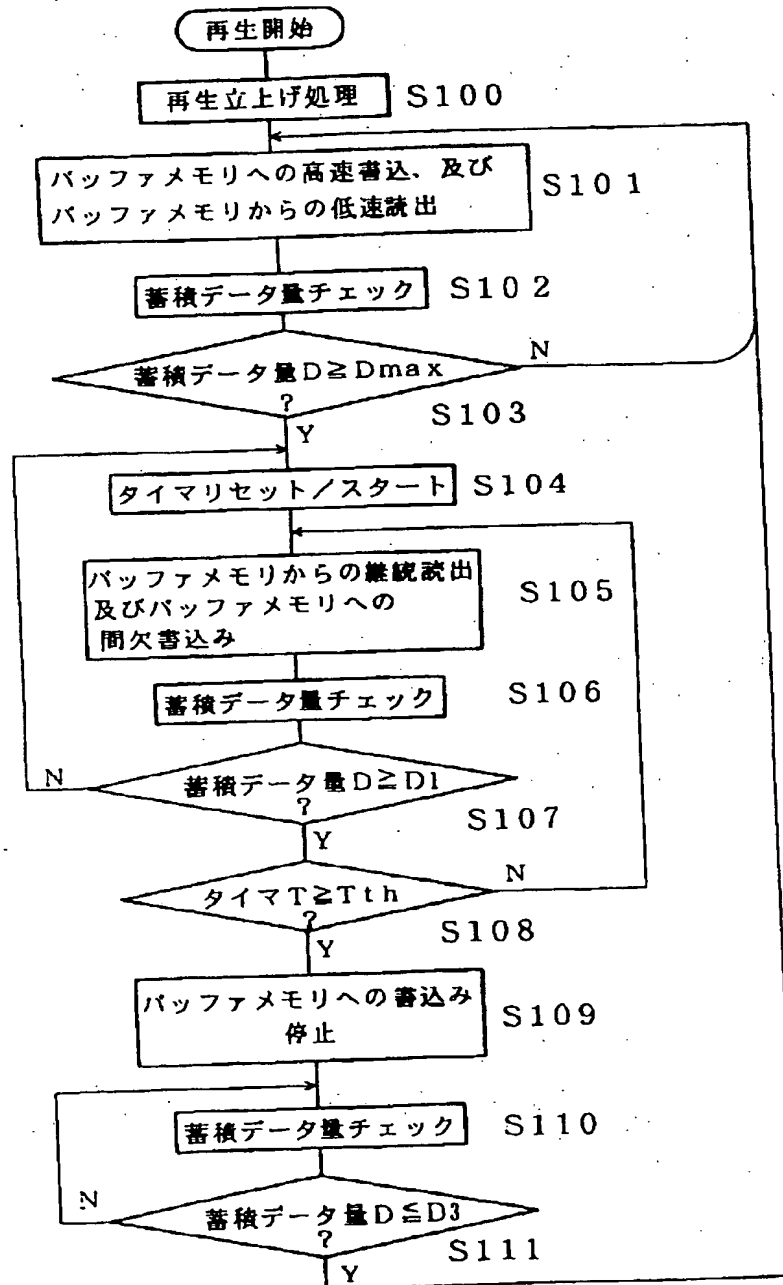 再生開始
再生立上げ処理 S100
バッファメモリへの高速書込、及び
バッファメモリからの低速読出
S101
蓄積データ量チェック S102
蓄積データ量D≧Dmax
?
N
S103
Y
タイマリセット／スタート S104
バッファメモリからの継続読出
及びバッファメモリへの
間欠書込み
S105
蓄積データ量チェック S106
N
蓄積データ量D≧D1
?
S107
Y
タイマT≧Tth
?
N
S108
Y
バッファメモリへの書込み
停止
S109
蓄積データ量チェック S110
N
蓄積データ量D≦D3
?
S111
Y